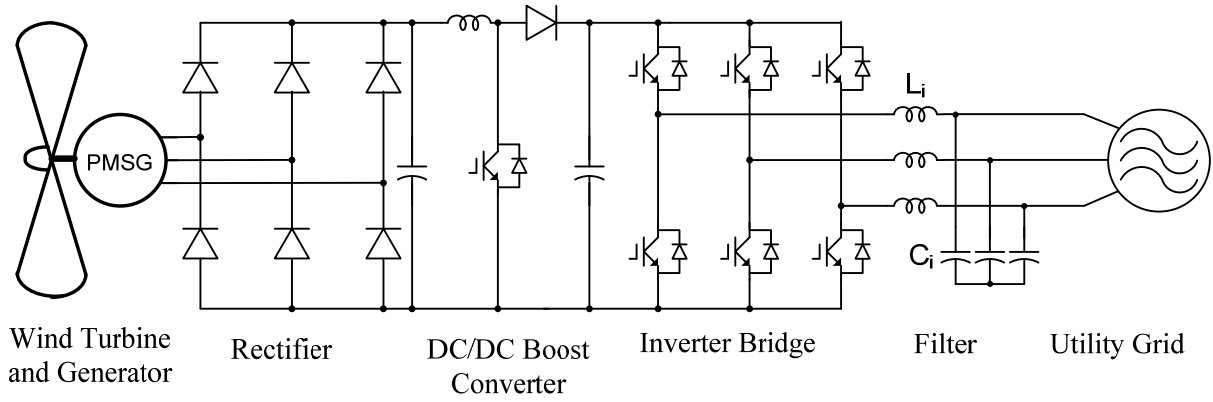 Lᵢ
PMSG
Cᵢ
Wind Turbine
and Generator
Rectifier
DC/DC Boost
Converter
Inverter Bridge
Filter
Utility Grid